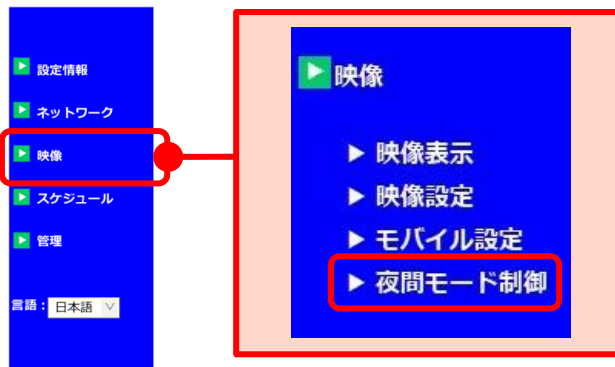 設定情報
ネットワーク
映像
スケジュール
管理
言語：日本語
映像
映像表示
映像設定
モバイル設定
夜間モード制御